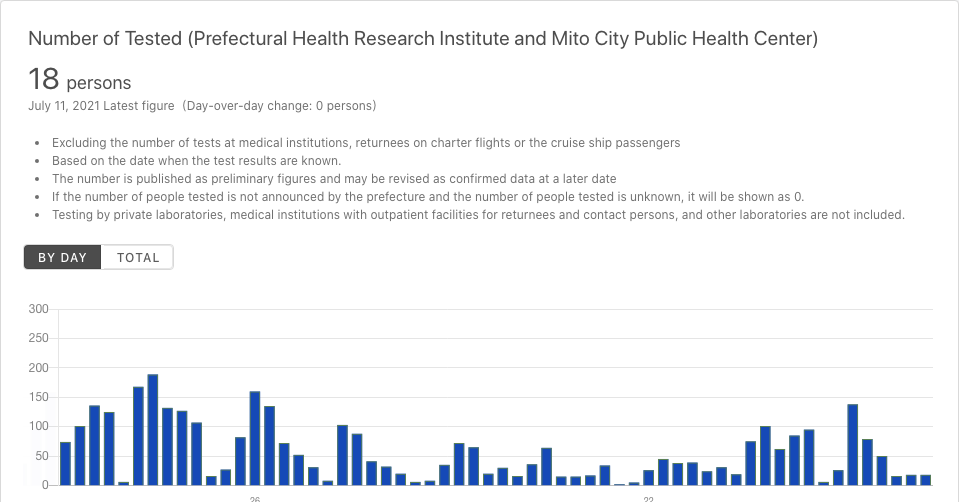 Number of Tested (Prefectural Health Research Institute and Mito City Public Health Center)
18 persons
July 11, 2021 Latest figure (Day-over-day change: 0 persons)
• Excluding the number of tests at medical institutions, returnees on charter flights or the cruise ship passengers
• Based on the date when the test results are known.
• The number is published as preliminary figures and may be revised as confirmed data at a later date
• If the number of people tested is not announced by the prefecture and the number of people tested is unknown, it will be shown as 0.
• Testing by private laboratories, medical institutions with outpatient facilities for returnees and contact persons, and other laboratories are not included.
BY DAY TOTAL
300
250
200
150
100
50
0
26 22